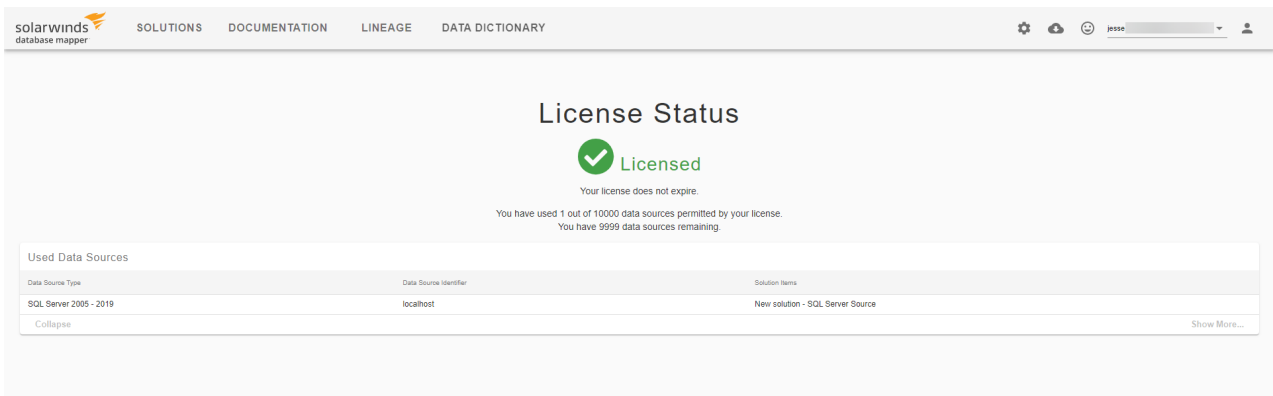 solarwinds
database mapper
SOLUTIONS DOCUMENTATION LINEAGE DATA DICTIONARY
jesse
License Status
Licensed
Your license does not expire.
You have used 1 out of 10000 data sources permitted by your license.
You have 9999 data sources remaining.
Used Data Sources
Data Source Type Data Source Identifier Solution Items
SQL Server 2005 - 2019 localhost New solution - SQL Server Source
Collapse Show More...